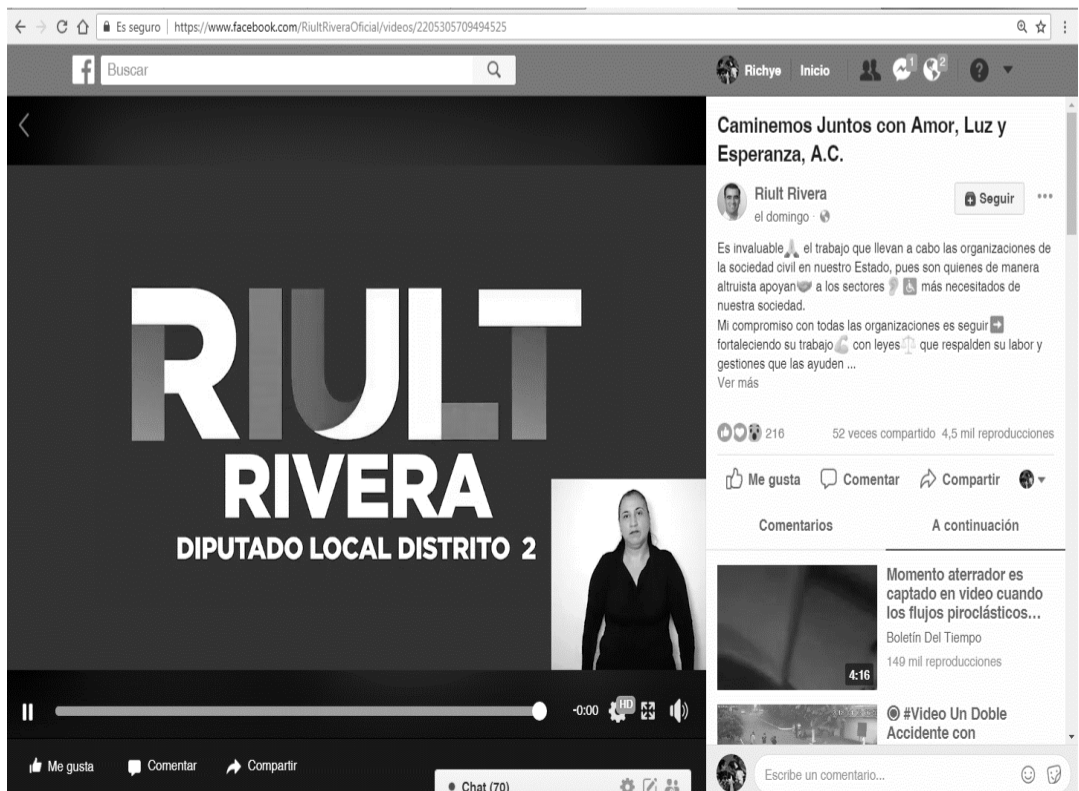 Es seguro | https://www.facebook.com/RiultRiveraOficial/videos/2205305709494525
f Buscar
Richye Inicio 1 2 ?
RIULT
RIVERA
DIPUTADO LOCAL DISTRITO 2
-0:00 HD
Me gusta Comentar Compartir
Chat (70)
Caminemos Juntos con Amor, Luz y
Esperanza, A.C.
Riult Rivera
Seguir
el domingo ·
Es invaluable el trabajo que llevan a cabo las organizaciones de
la sociedad civil en nuestro Estado, pues son quienes de manera
altruista apoyan a los sectores más necesitados de
nuestra sociedad.
Mi compromiso con todas las organizaciones es seguir
fortaleciendo su trabajo con leyes que respalden su labor y
gestiones que las ayuden ...
Ver más
216 52 veces compartido 4,5 mil reproducciones
Me gusta Comentar Compartir
Comentarios A continuación
4:16
Momento aterrador es
captado en video cuando
los flujos piroclásticos...
Boletín Del Tiempo
149 mil reproducciones
#Video Un Doble
Accidente con
Escribe un comentario...